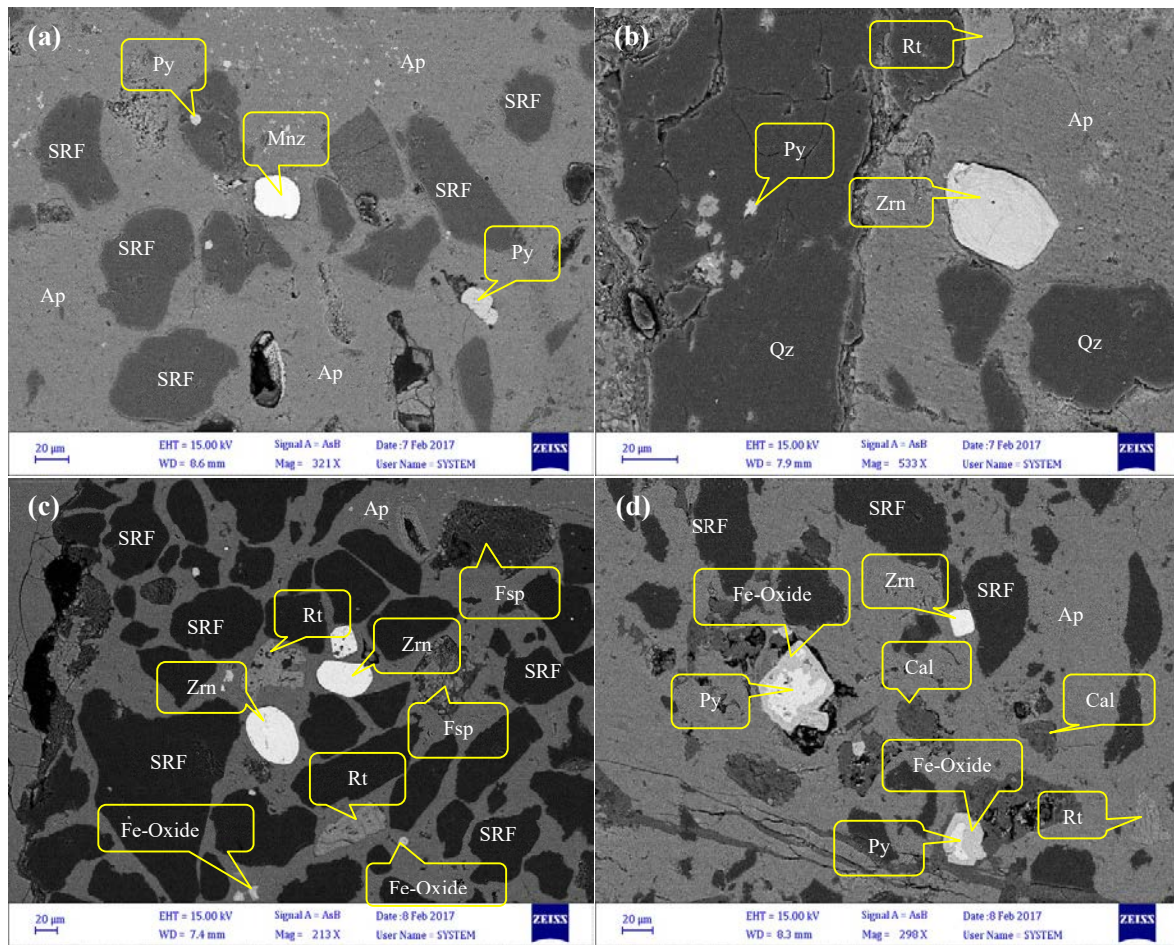 (a)
Py
Ap
SRF
SRF
Mnz
SRF
SRF
Py
Ap
SRF
Ap
20 µm
EHT = 15.00 kV
Signal A = AsB
Date :7 Feb 2017
WD = 8.6 mm
Mag = 321 X
User Name = SYSTEM
ZEISS
(b)
Rt
Ap
Py
Zrn
Qz
Qz
20 µm
EHT = 15.00 kV
Signal A = AsB
Date :7 Feb 2017
WD = 7.9 mm
Mag = 533 X
User Name = SYSTEM
ZEISS
(c)
Ap
SRF
Fsp
Rt
SRF
Zrn
SRF
Zrn
Fsp
SRF
Rt
Fe-Oxide
SRF
Fe-Oxide
20 µm
EHT = 15.00 kV
Signal A = AsB
Date :8 Feb 2017
WD = 7.4 mm
Mag = 213 X
User Name = SYSTEM
ZEISS
(d)
SRF
SRF
Zrn
Fe-Oxide
SRF
Ap
Cal
Py
Cal
Fe-Oxide
Rt
Py
20 µm
EHT = 15.00 kV
Signal A = AsB
Date :8 Feb 2017
WD = 8.3 mm
Mag = 298 X
User Name = SYSTEM
ZEISS